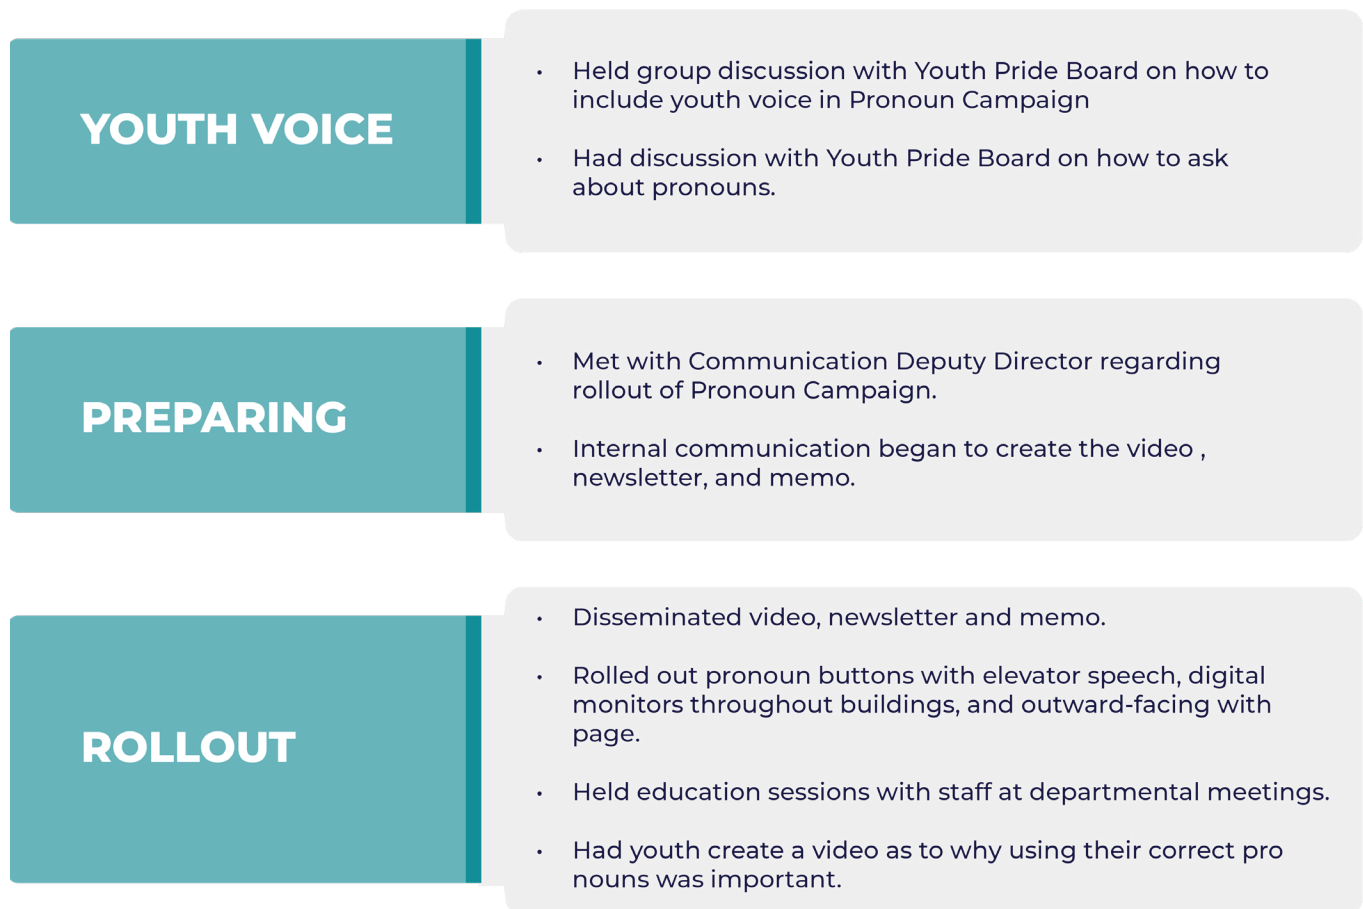 YOUTH VOICE
• Held group discussion with Youth Pride Board on how to
include youth voice in Pronoun Campaign
• Had discussion with Youth Pride Board on how to ask
about pronouns.
PREPARING
• Met with Communication Deputy Director regarding
rollout of Pronoun Campaign.
• Internal communication began to create the video ,
newsletter, and memo.
ROLLOUT
• Disseminated video, newsletter and memo.
• Rolled out pronoun buttons with elevator speech, digital
monitors throughout buildings, and outward-facing with
page.
• Held education sessions with staff at departmental meetings.
• Had youth create a video as to why using their correct pro
nouns was important.